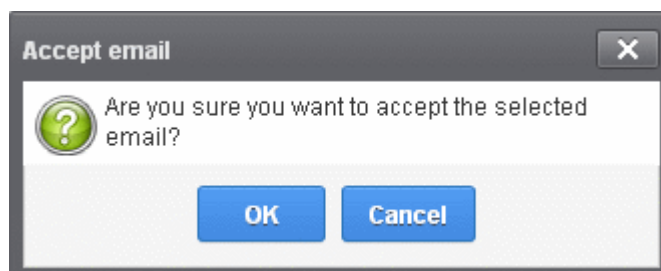 Accept email
Are you sure you want to accept the selected
email?
OK Cancel